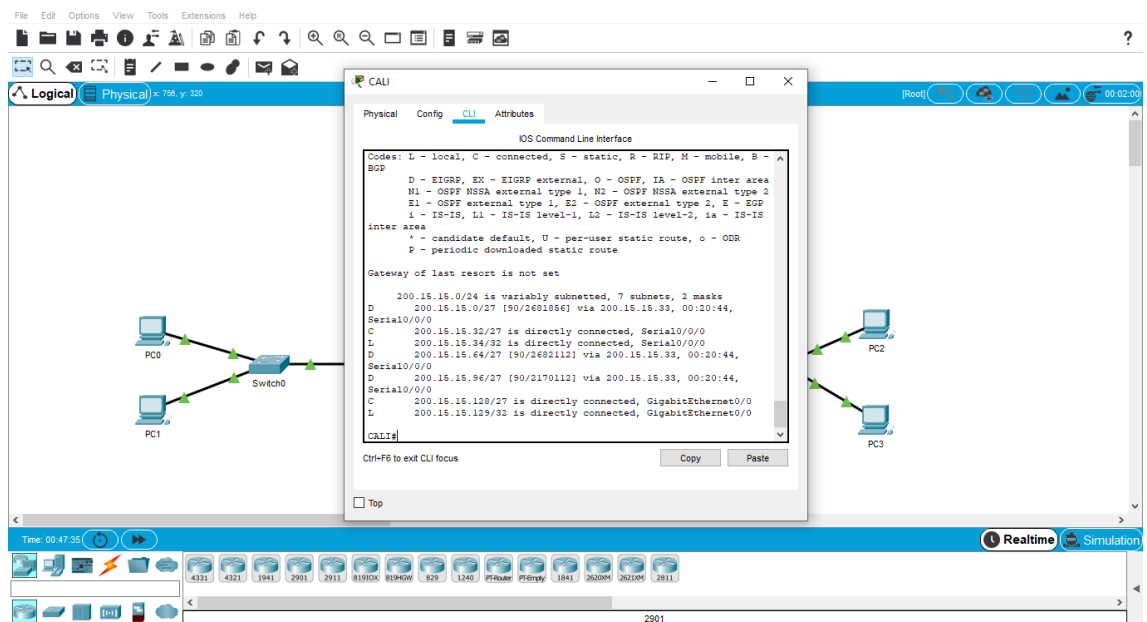 File Edit Options View Tools Extensions Help
?
Logical Physical x: 756, y: 320 [Root] 00:02:00
CALI
Physical Config CLI Attributes
IOS Command Line Interface
Codes: L - local, C - connected, S - static, R - RIP, M - mobile, B -
BGP
D - EIGRP, EX - EIGRP external, O - OSPF, IA - OSPF inter area
N1 - OSPF NSSA external type 1, N2 - OSPF NSSA external type 2
E1 - OSPF external type 1, E2 - OSPF external type 2, E - EGP
i - IS-IS, L1 - IS-IS level-1, L2 - IS-IS level-2, ia - IS-IS
inter area
* - candidate default, U - per-user static route, o - ODR
P - periodic downloaded static route
Gateway of last resort is not set
200.15.15.0/24 is variably subnetted, 7 subnets, 2 masks
D 200.15.15.0/27 [90/2681856] via 200.15.15.33, 00:20:44,
Serial0/0/0
C 200.15.15.32/27 is directly connected, Serial0/0/0
L 200.15.15.34/32 is directly connected, Serial0/0/0
D 200.15.15.64/27 [90/2682112] via 200.15.15.33, 00:20:44,
Serial0/0/0
D 200.15.15.96/27 [90/2170112] via 200.15.15.33, 00:20:44,
Serial0/0/0
C 200.15.15.128/27 is directly connected, GigabitEthernet0/0
L 200.15.15.129/32 is directly connected, GigabitEthernet0/0
CALI#
Ctrl+F6 to exit CLI focus Copy Paste
Top
PC0
Switch0
PC1
PC2
PC3
Time: 00:47:35 Realtime Simulation
4331 4321 1941 2901 2911 819IOX 819HGW 829 1240 PT-Router PT-Empty 1841 2620XM 2621XM 2811
2901